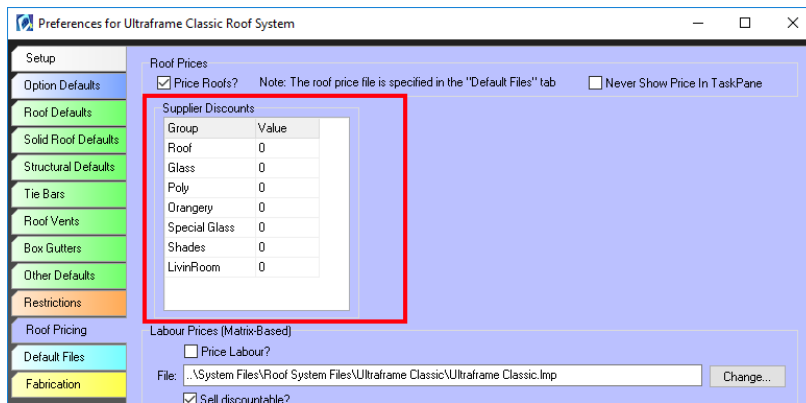 Preferences for Ultraframe Classic Roof System
Setup
Option Defaults
Roof Defaults
Solid Roof Defaults
Structural Defaults
Tie Bars
Roof Vents
Box Gutters
Other Defaults
Restrictions
Roof Pricing
Default Files
Fabrication
Roof Prices
Price Roofs? Note: The roof price file is specified in the "Default Files" tab Never Show Price In TaskPane
Supplier Discounts
Group Value
Roof 0
Glass 0
Poly 0
Orangery 0
Special Glass 0
Shades 0
LivinRoom 0
Labour Prices (Matrix-Based)
Price Labour?
File: ..\System Files\Roof System Files\Ultraframe Classic\Ultraframe Classic.lmp Change...
Sell discountable?